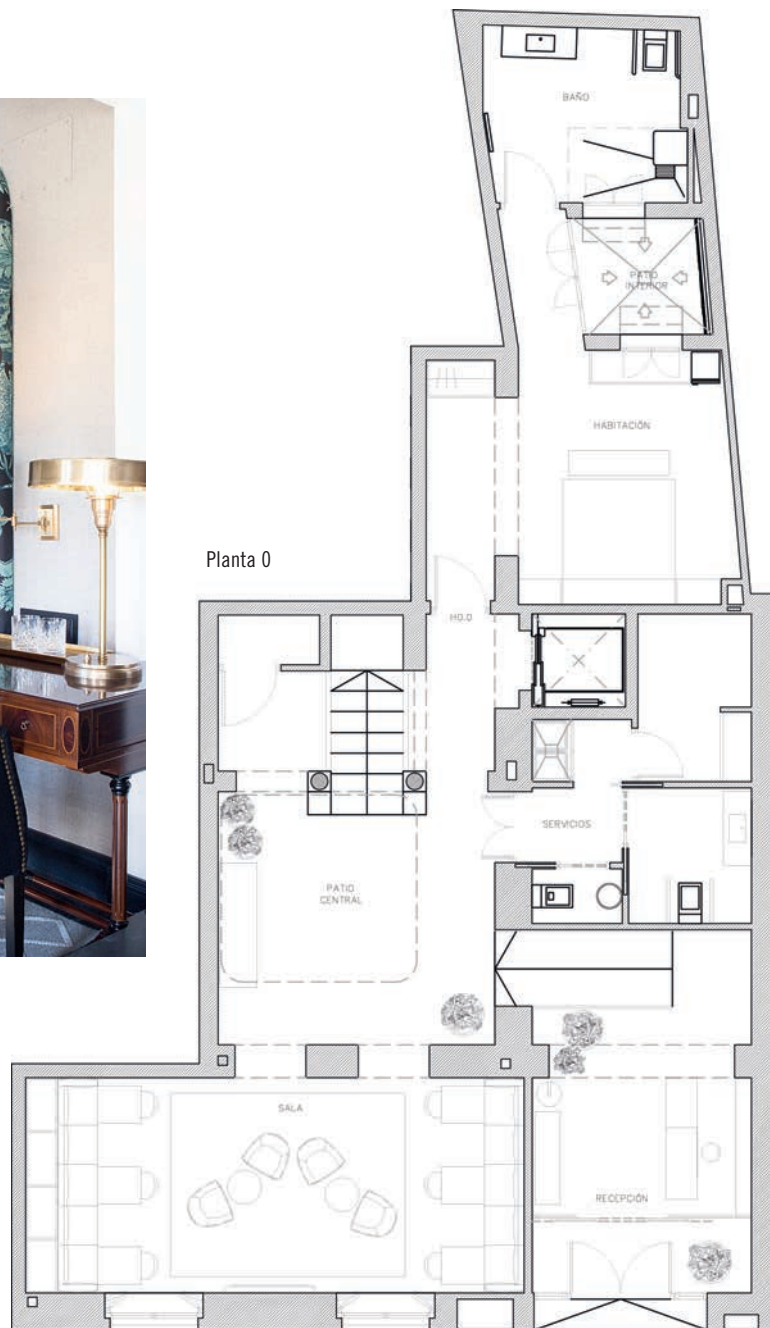 BAÑO
PATIO
INTERIOR
HABITACIÓN
Planta 0
HO.0
SERVICIOS
PATIO
CENTRAL
SALA
RECEPCIÓN